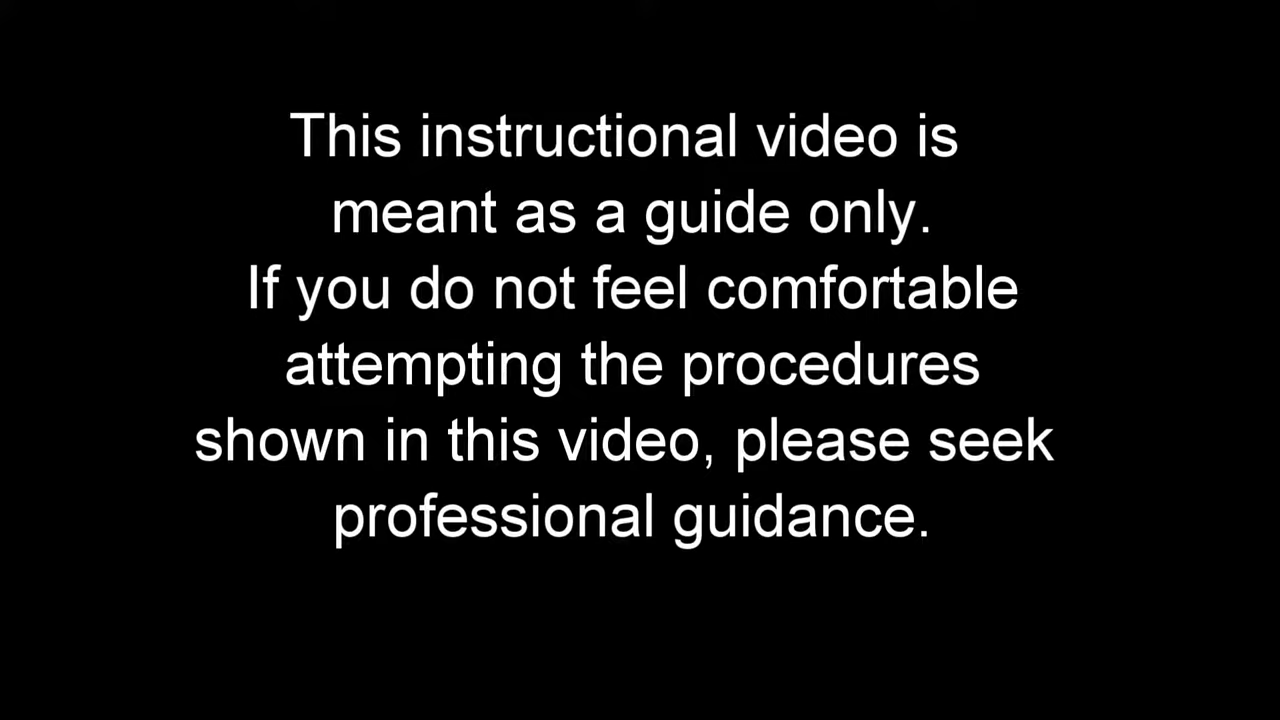 This instructional video is
meant as a guide only.
If you do not feel comfortable
attempting the procedures
shown in this video, please seek
professional guidance.